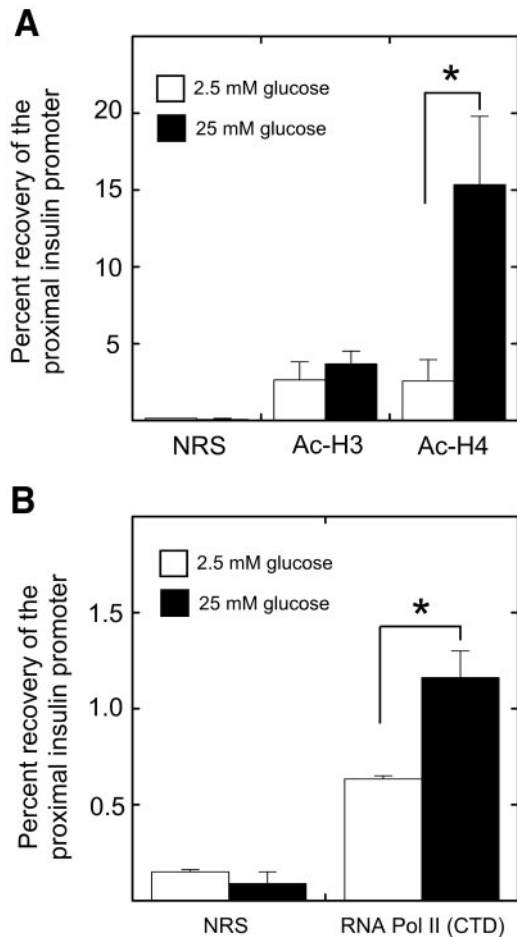 A
Percent recovery of the
proximal insulin promoter
20
15
10
5
2.5 mM glucose
25 mM glucose
*
NRS
Ac-H3
Ac-H4
B
Percent recovery of the
proximal insulin promoter
1.5
1.0
0.5
2.5 mM glucose
25 mM glucose
*
NRS
RNA Pol II (CTD)